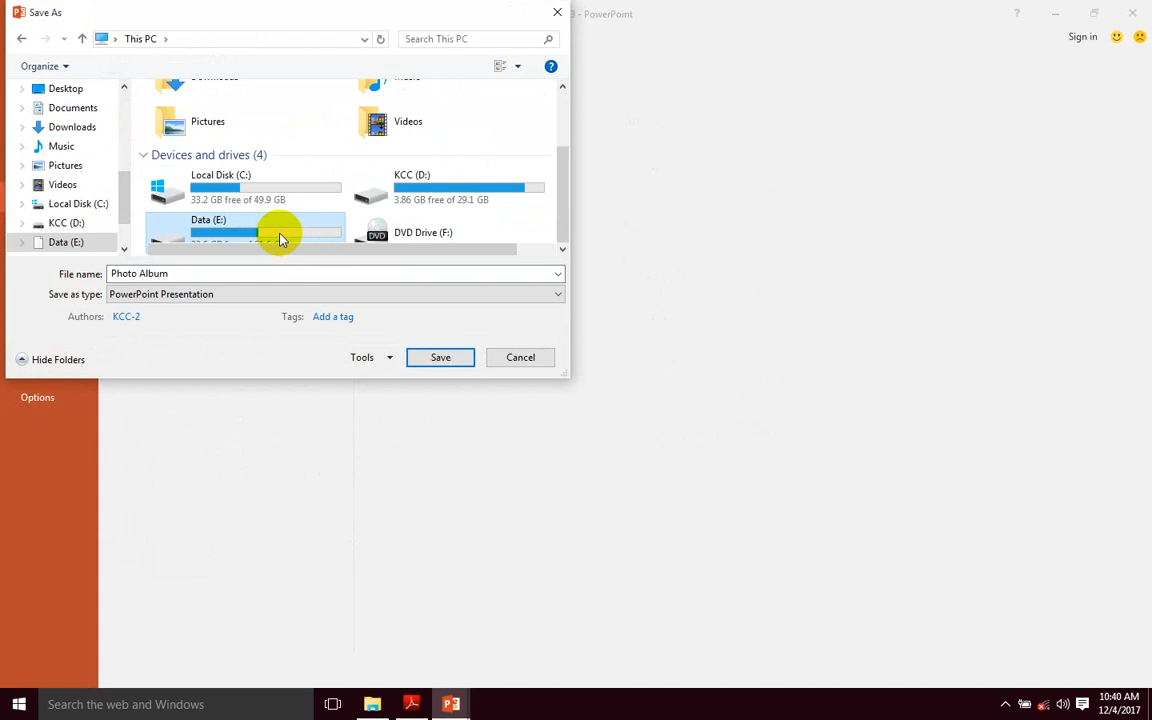 Save As
3 - PowerPoint
?
This PC
Search This PC
Sign in
Organize
?
Desktop
Documents
Downloads
Music
Pictures
Videos
Local Disk (C:)
KCC (D:)
Data (E:)
Pictures
Videos
Devices and drives (4)
Local Disk (C:)
33.2 GB free of 49.9 GB
KCC (D:)
3.86 GB free of 29.1 GB
Data (E:)
DVD Drive (F:)
DVD
File name: Photo Album
Save as type: PowerPoint Presentation
Authors: KCC-2
Tags: Add a tag
Hide Folders
Tools
Save
Cancel
Options
Search the web and Windows
10:40 AM
12/4/2017